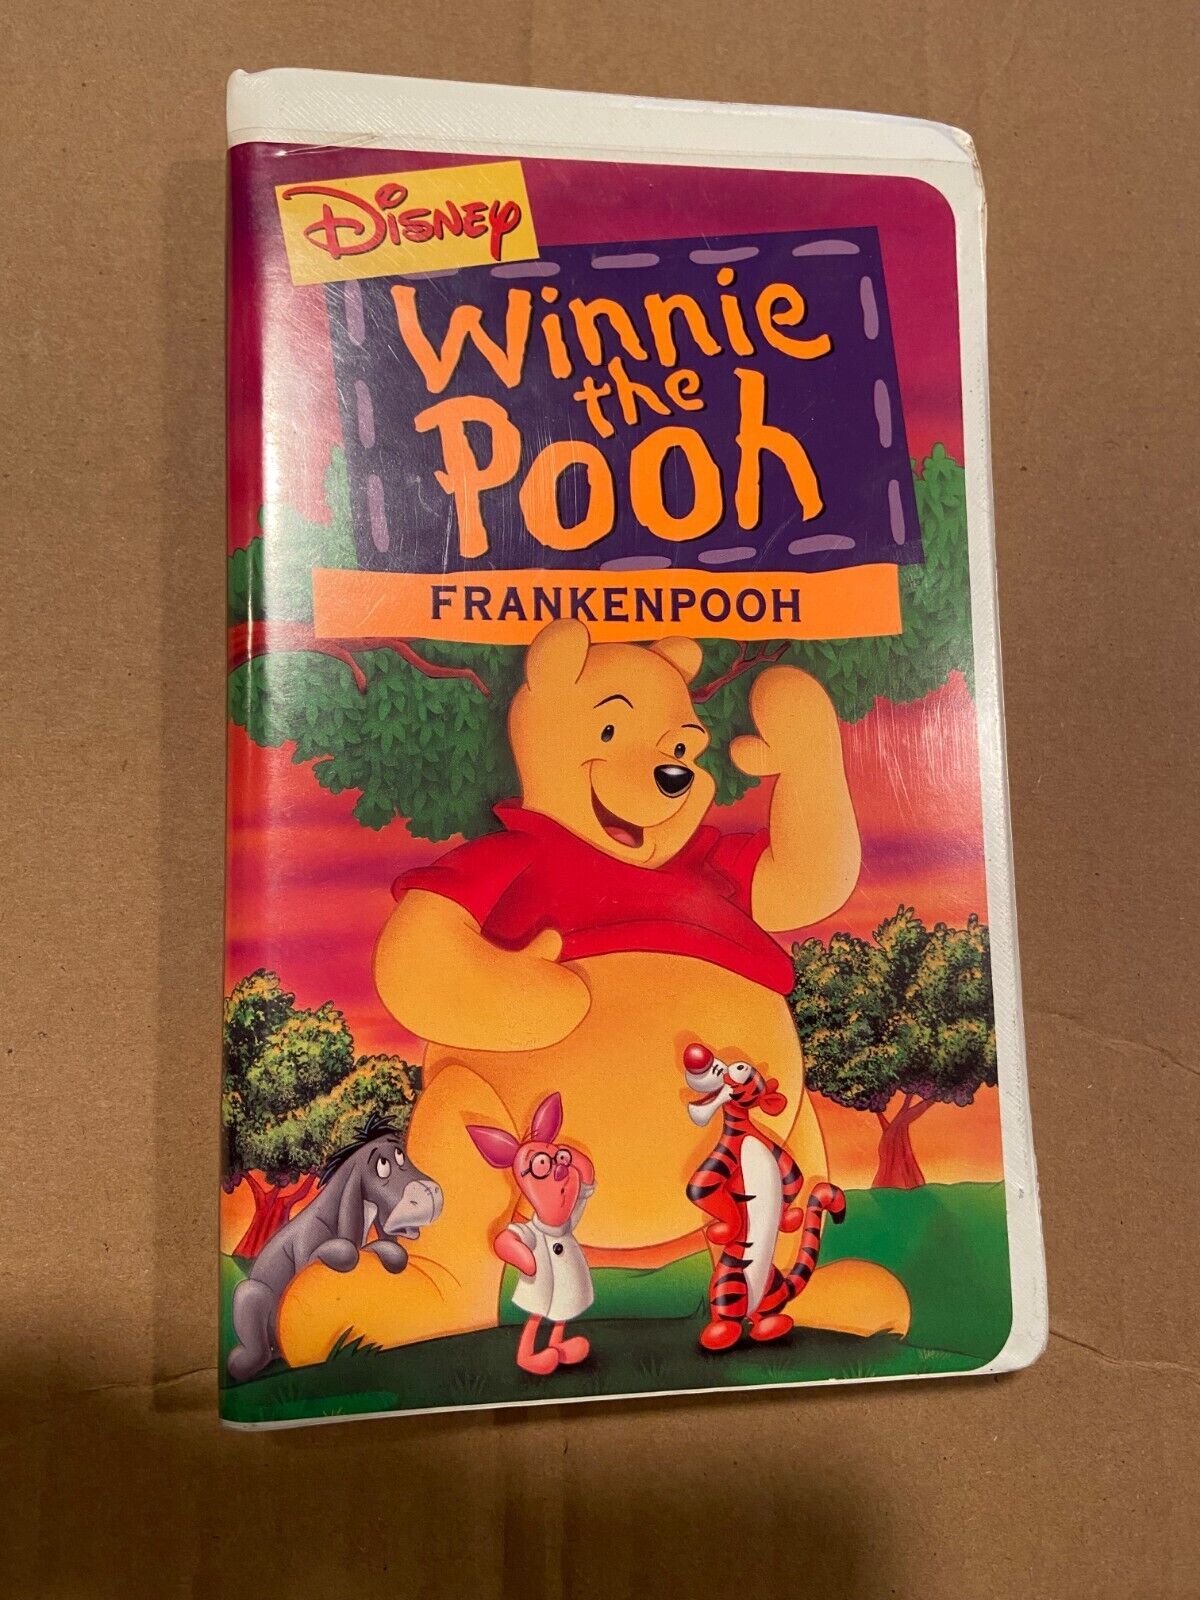 Disney
Winnie
the
Pooh
FRANKENPOOH